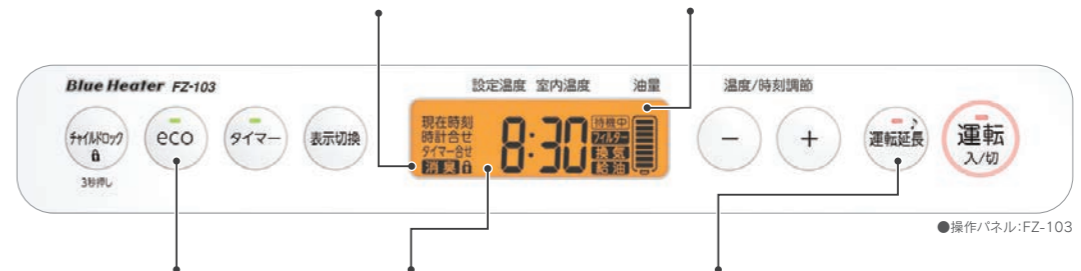 Blue Heater FZ-103
設定温度 室内温度 油量 温度/時刻調節
チャイルドロック
3秒押し
eco
タイマー
表示切換
現在時刻
時計合せ
タイマー合せ
消臭
8:30
待機中
フィルター
換気
給油
−
+
運転延長
運転
入/切
●操作パネル:FZ-103